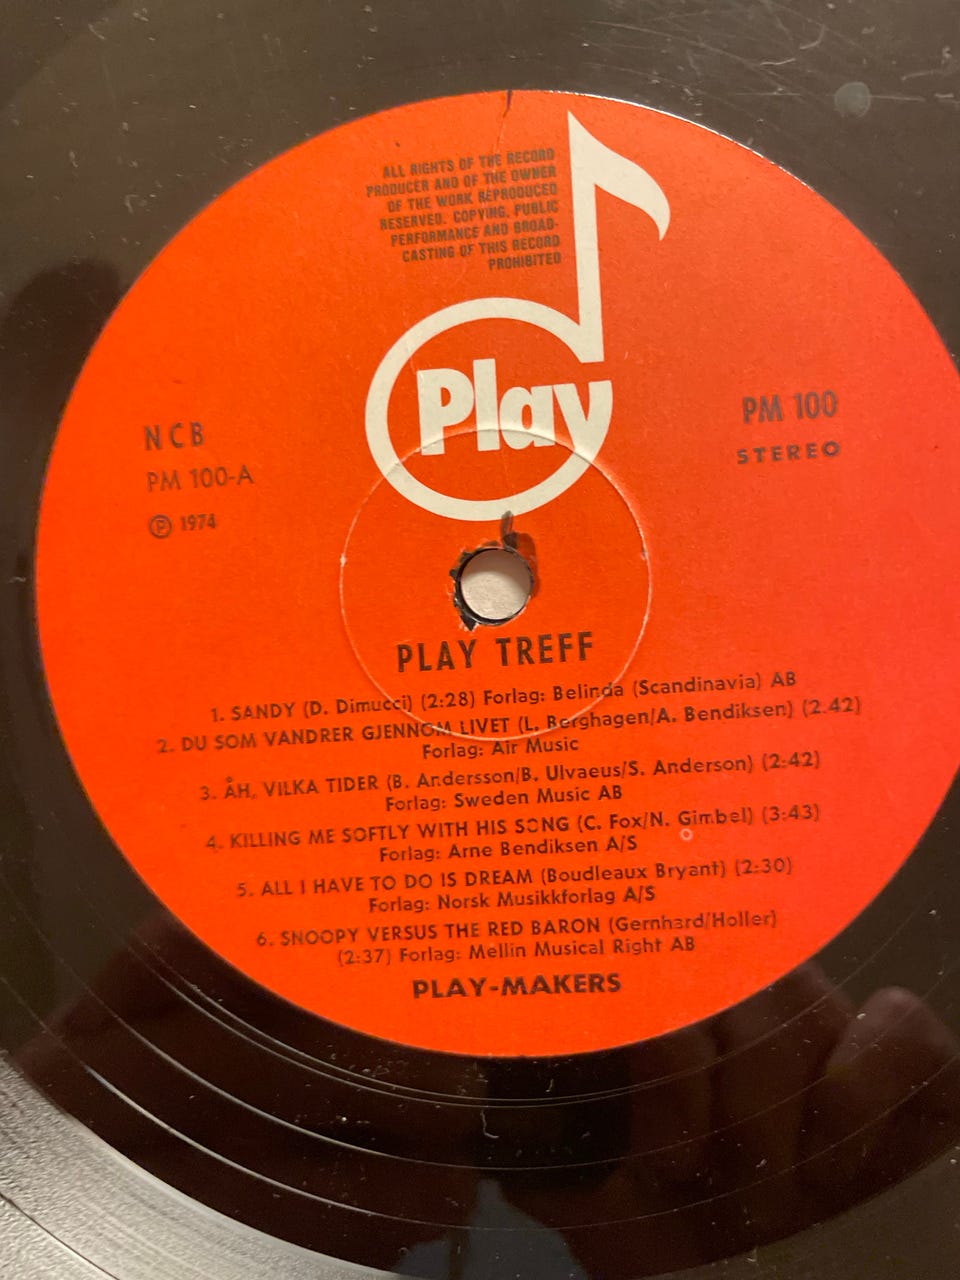 ALL RIGHTS OF THE RECORD
PRODUCER AND OF THE OWNER
OF THE WORK REPRODUCED
RESERVED. COPYING, PUBLIC
PERFORMANCE AND BROAD-
CASTING OF THIS RECORD
PROHIBITED
Play
NCB
PM 100-A
Ⓟ 1974
PM 100
STEREO
PLAY TREFF
1. SANDY (D. Dimucci) (2:28) Forlag: Belinda (Scandinavia) AB
2. DU SOM VANDRER GJENNOM LIVET (L. Berghagen/A. Bendiksen) (2.42)
Forlag: Air Music
3. ÅH, VILKA TIDER (B. Andersson/B. Ulvaeus/S. Anderson) (2:42)
Forlag: Sweden Music AB
4. KILLING ME SOFTLY WITH HIS SONG (C. Fox/N. Gimbel) (3:43)
Forlag: Arne Bendiksen A/S
5. ALL I HAVE TO DO IS DREAM (Boudleaux Bryant) (2:30)
Forlag: Norsk Musikkforlag A/S
6. SNOOPY VERSUS THE RED BARON (Gernhard/Holler)
(2:37) Forlag: Mellin Musical Right AB
PLAY-MAKERS